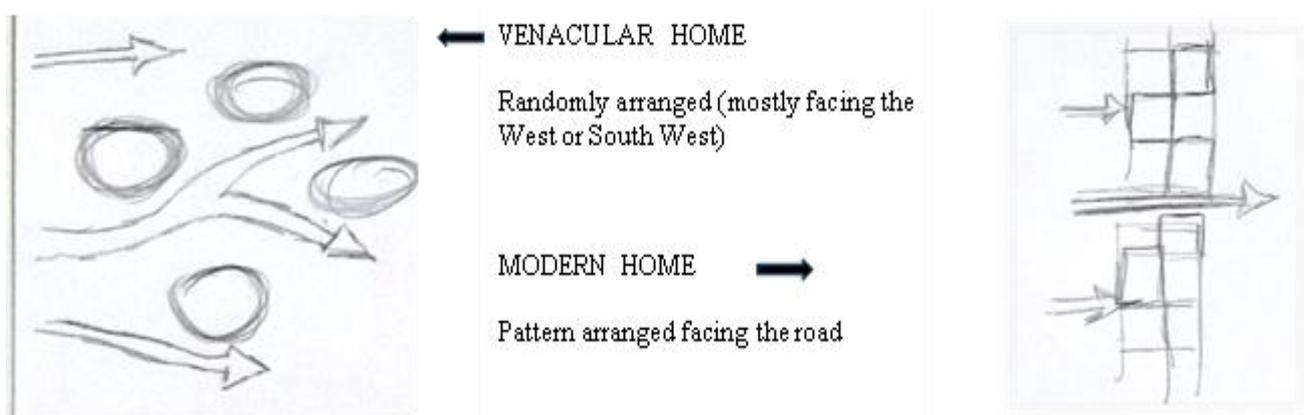 VENACULAR HOME
Randomly arranged (mostly facing the
West or South West)
MODERN HOME
Pattern arranged facing the road